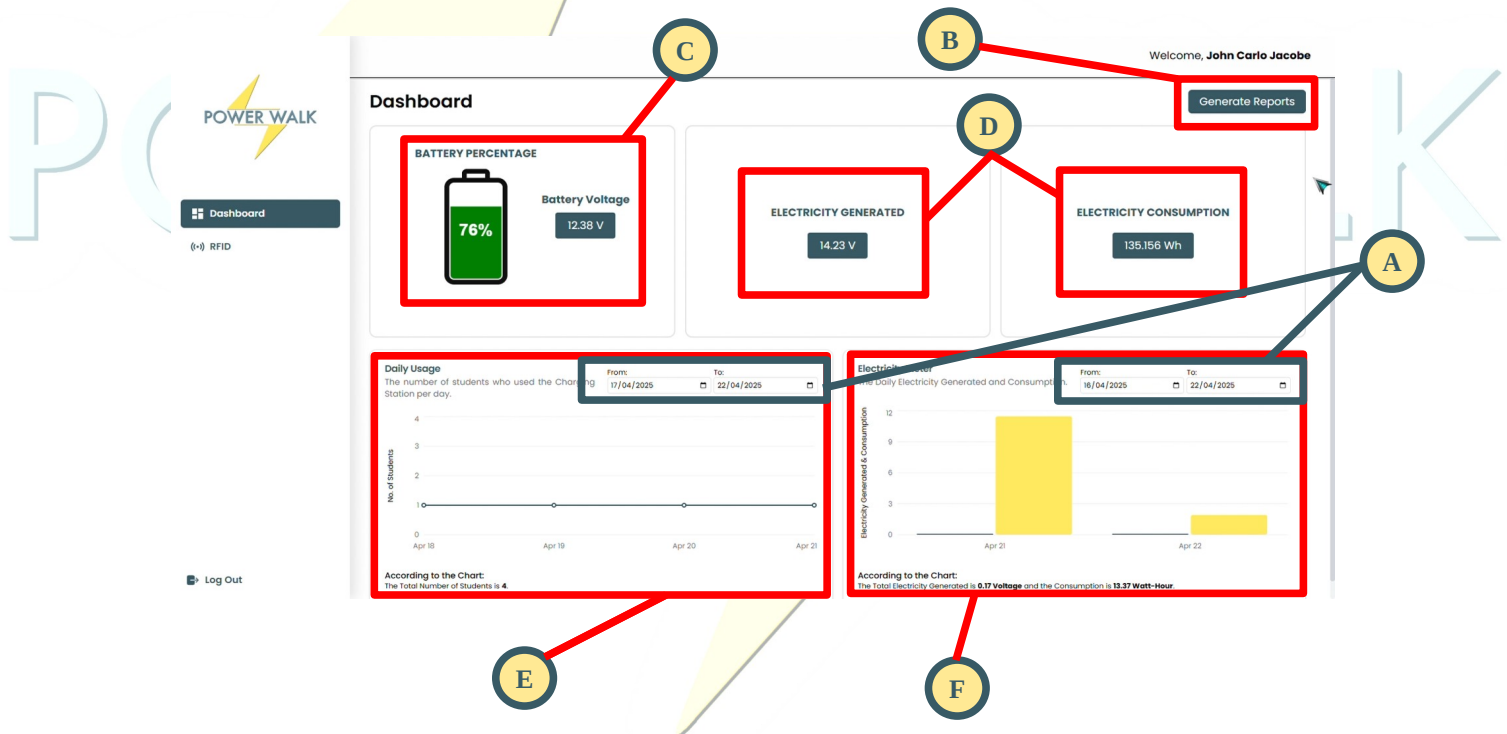 C
B
Welcome, John Carlo Jacobe
POWER WALK
Dashboard
Generate Reports
D
BATTERY PERCENTAGE
76%
Battery Voltage
12.38 V
ELECTRICITY GENERATED
14.23 V
ELECTRICITY CONSUMPTION
135.156 Wh
Dashboard
RFID
A
Daily Usage
The number of students who used the Charging
Station per day.
From:
17/04/2025
To:
22/04/2025
No. of Students
4
3
2
1
0
Apr 18
Apr 19
Apr 20
Apr 21
According to the Chart:
The Total Number of Students is 4.
The Daily Electricity Generated and Consumption.
From:
16/04/2025
To:
22/04/2025
Electricity Generated & Consumption
12
9
6
3
0
Apr 21
Apr 22
According to the Chart:
The Total Electricity Generated is 0.17 Voltage and the Consumption is 13.37 Watt-Hour.
Log Out
E
F